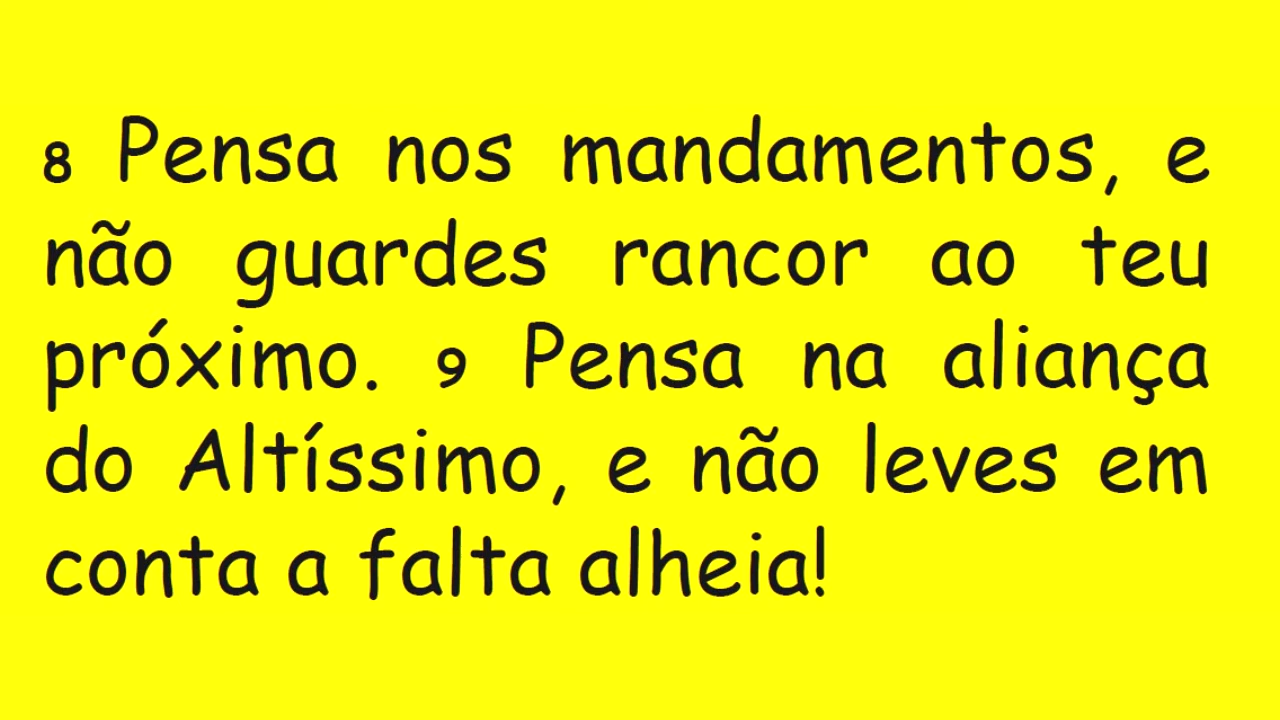 8 Pensa nos mandamentos, e
não guardes rancor ao teu
próximo. 9 Pensa na aliança
do Altíssimo, e não leves em
conta a falta alheia!